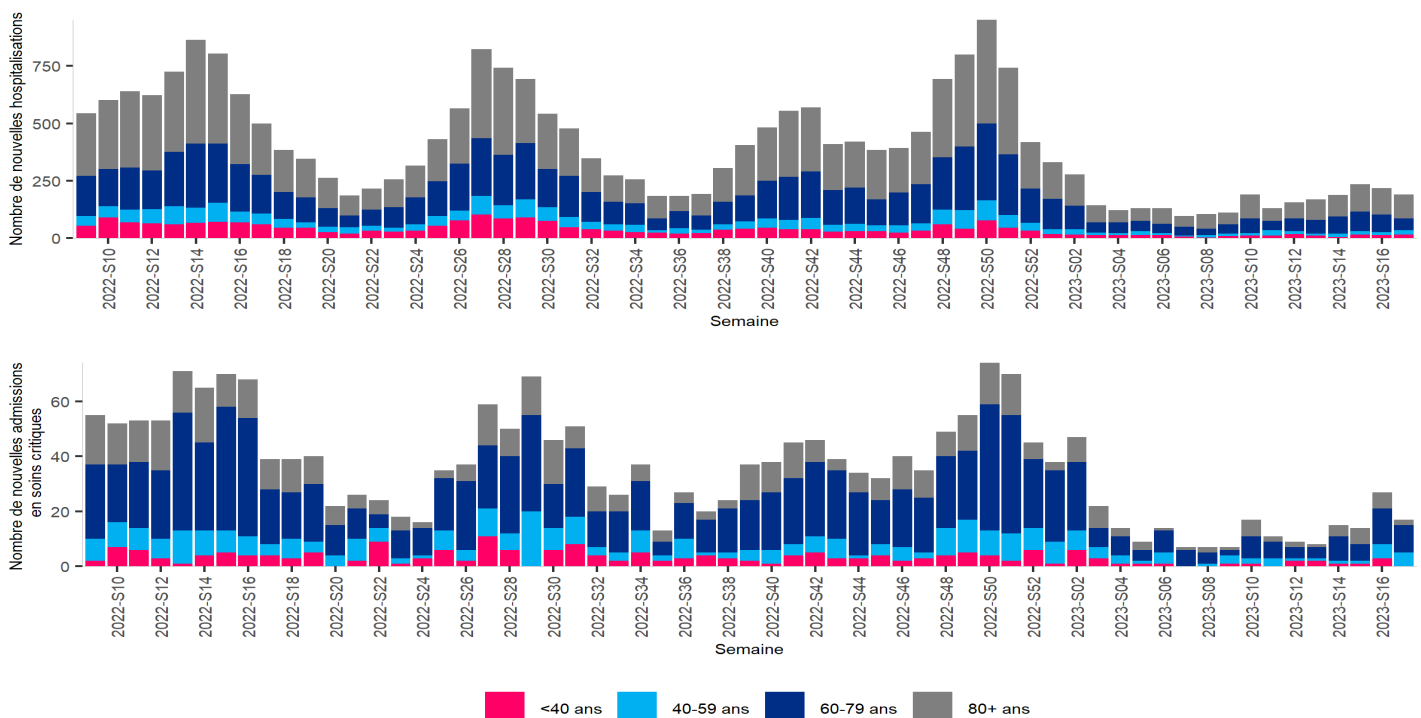 Nombre de nouvelles hospitalisations
750
500
250
0
2022-S10
2022-S12
2022-S14
2022-S16
2022-S18
2022-S20
2022-S22
2022-S24
2022-S26
2022-S28
2022-S30
2022-S32
2022-S34
2022-S36
2022-S38
2022-S40
2022-S42
2022-S44
2022-S46
2022-S48
2022-S50
2022-S52
2023-S02
2023-S04
2023-S06
2023-S08
2023-S10
2023-S12
2023-S14
2023-S16
Semaine
Nombre de nouvelles admissions
en soins critiques
60
40
20
0
2022-S10
2022-S12
2022-S14
2022-S16
2022-S18
2022-S20
2022-S22
2022-S24
2022-S26
2022-S28
2022-S30
2022-S32
2022-S34
2022-S36
2022-S38
2022-S40
2022-S42
2022-S44
2022-S46
2022-S48
2022-S50
2022-S52
2023-S02
2023-S04
2023-S06
2023-S08
2023-S10
2023-S12
2023-S14
2023-S16
Semaine
<40 ans 40-59 ans 60-79 ans 80+ ans